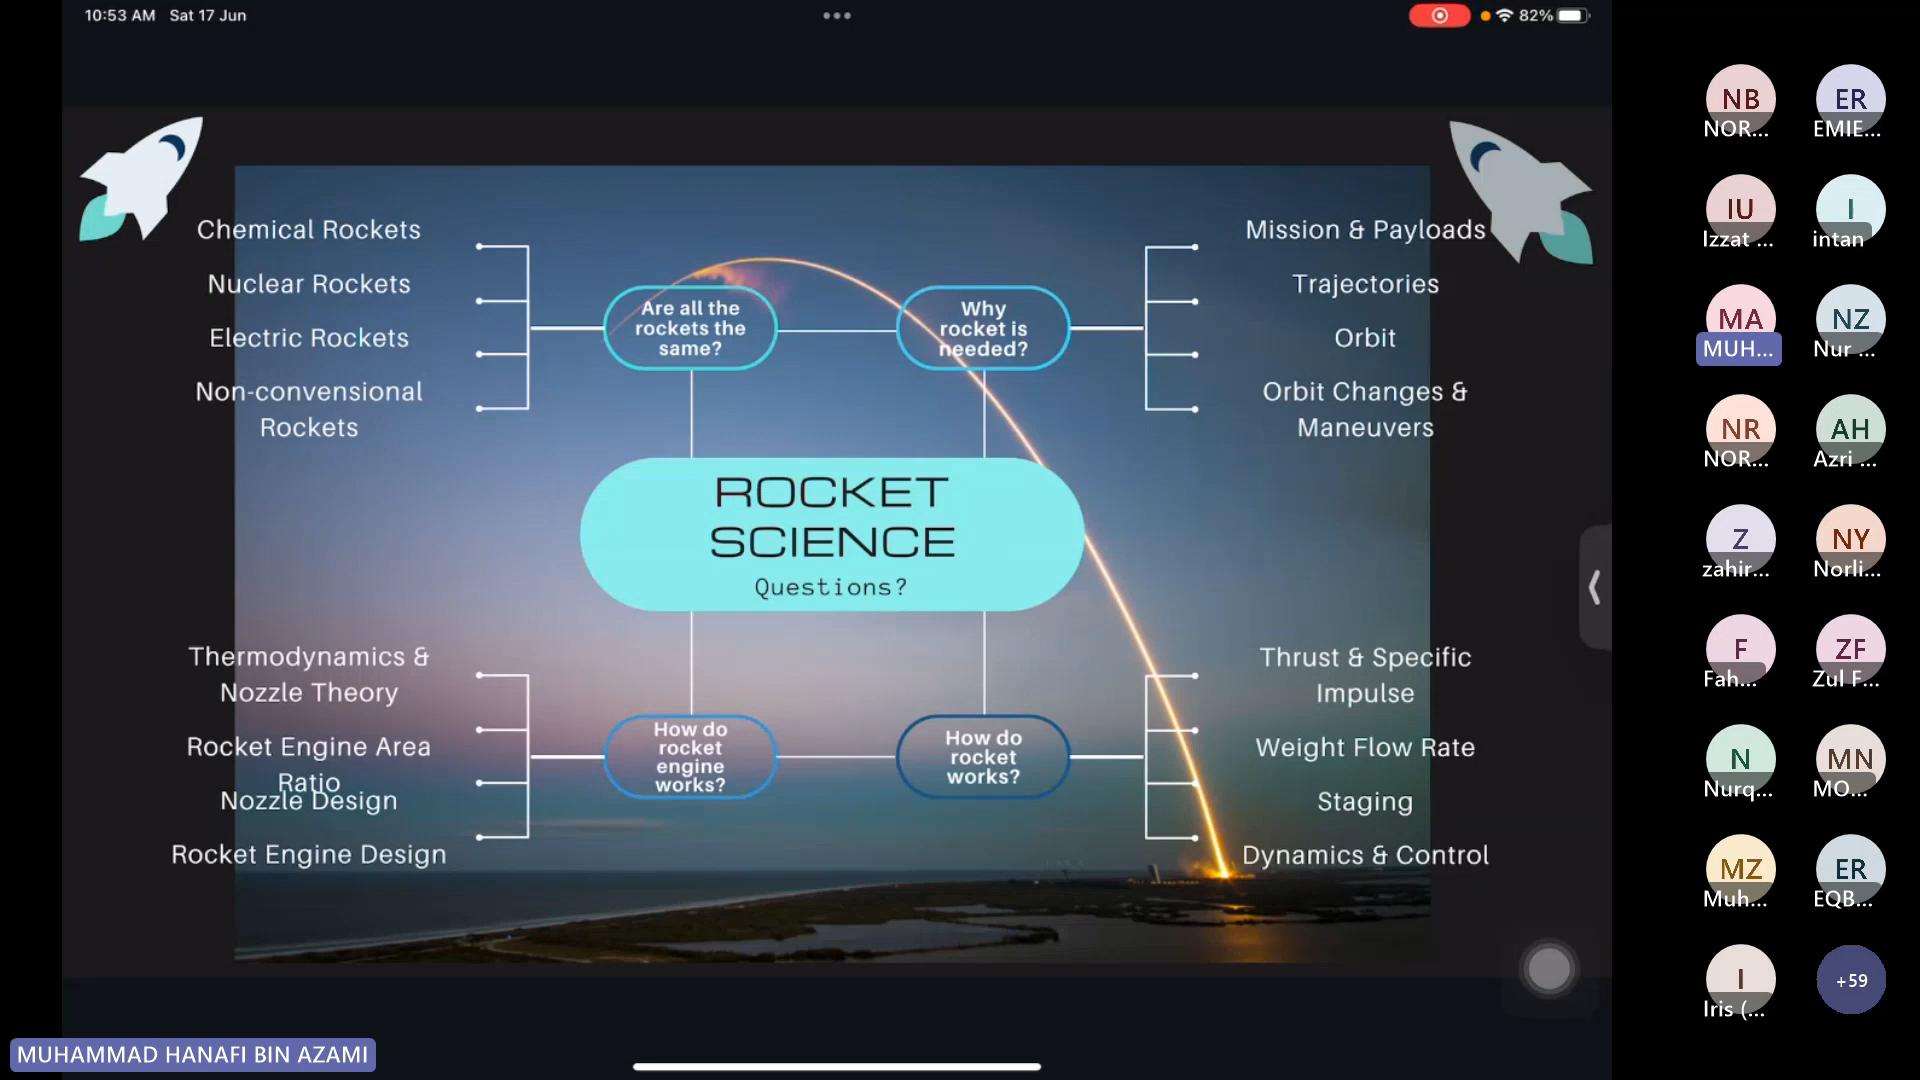 10:53 AM Sat 17 Jun
82%
Chemical Rockets
Nuclear Rockets
Electric Rockets
Non-convensional
Rockets
Are all the
rockets the
same?
Why
rocket is
needed?
Mission & Payloads
Trajectories
Orbit
Orbit Changes &
Maneuvers
ROCKET
SCIENCE
Questions?
Thermodynamics &
Nozzle Theory
Rocket Engine Area
Ratio
Nozzle Design
Rocket Engine Design
How do
rocket
engine
works?
How do
rocket
works?
Thrust & Specific
Impulse
Weight Flow Rate
Staging
Dynamics & Control
NB
NOR...
ER
EMIE...
IU
Izzat ...
I
intan
MA
MUH...
NZ
Nur ...
NR
NOR...
AH
Azri ...
Z
zahir...
NY
Norli...
F
Fah...
ZF
Zul F...
N
Nurq...
MN
MO...
MZ
Muh...
ER
EQB...
I
Iris (...
+59
MUHAMMAD HANAFI BIN AZAMI